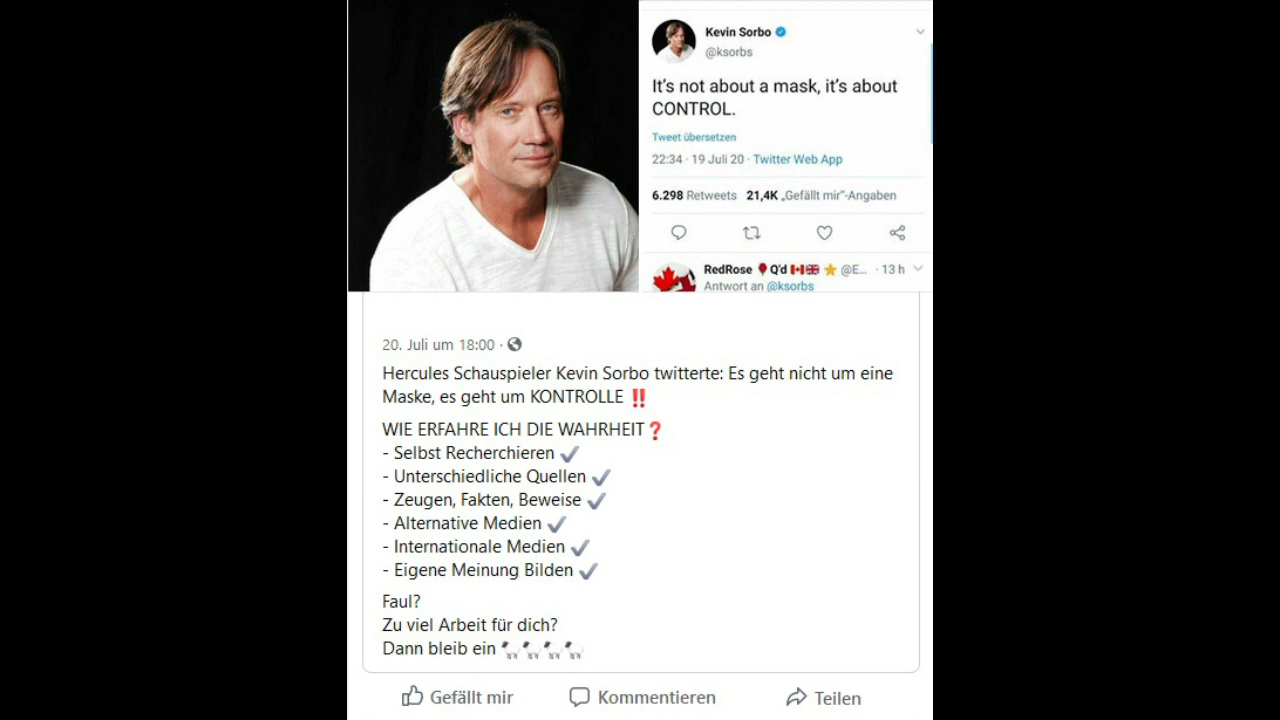 Kevin Sorbo
@ksorbs
It's not about a mask, it's about
CONTROL.
Tweet übersetzen
22:34 · 19 Juli 20 · Twitter Web App
6.298 Retweets 21,4K „Gefällt mir"-Angaben
RedRose 🌹Q'd 🇨🇦🇬🇧 ⭐ @E... · 13 h
Antwort an @ksorbs
20. Juli um 18:00 ·
Hercules Schauspieler Kevin Sorbo twitterte: Es geht nicht um eine
Maske, es geht um KONTROLLE ‼️
WIE ERFAHRE ICH DIE WAHRHEIT❓
- Selbst Recherchieren ✔️
- Unterschiedliche Quellen ✔️
- Zeugen, Fakten, Beweise ✔️
- Alternative Medien ✔️
- Internationale Medien ✔️
- Eigene Meinung Bilden ✔️
Faul?
Zu viel Arbeit für dich?
Dann bleib ein 🐑🐑🐑🐑
Gefällt mir
Kommentieren
Teilen